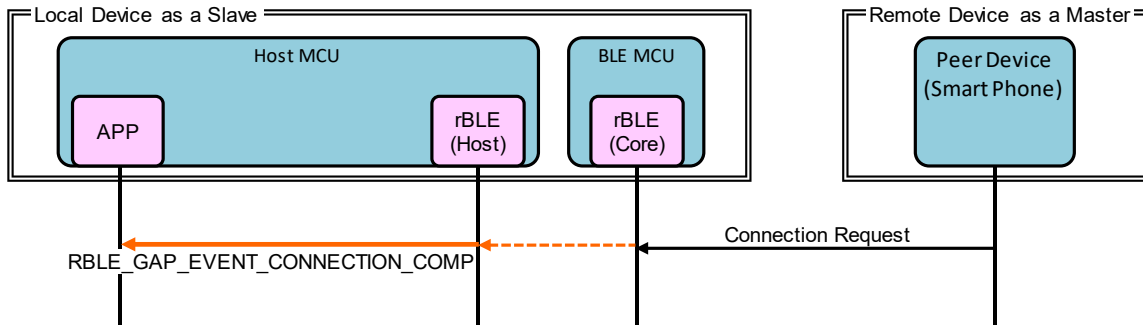 Local Device as a Slave
Remote Device as a Master
Host MCU
BLE MCU
Peer Device
(Smart Phone)
APP
rBLE
(Host)
rBLE
(Core)
Connection Request
RBLE_GAP_EVENT_CONNECTION_COMP